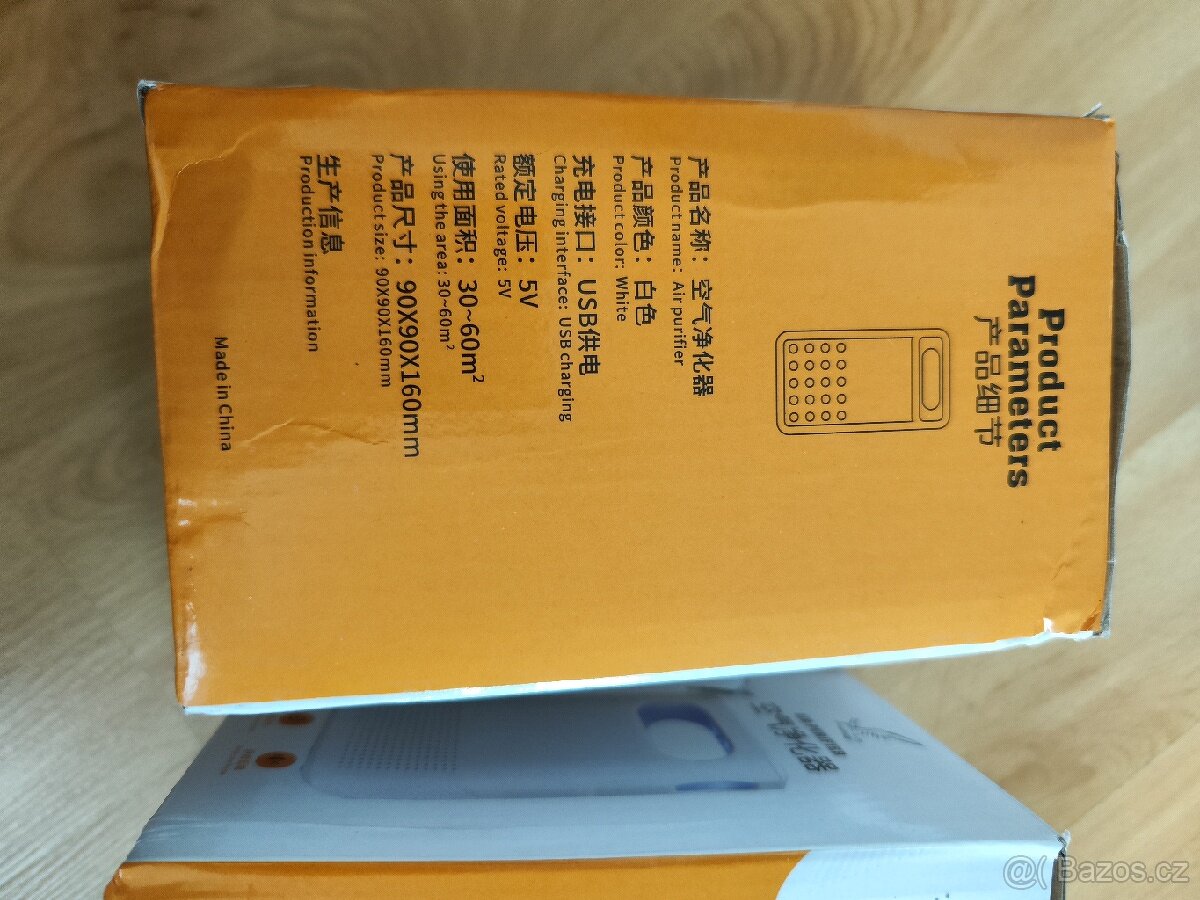 Product
Parameters
产品细节
产品名称：空气净化器
Product name: Air purifier
产品颜色：白色
Product color: White
充电接口：USB供电
Charging interface: USB charging
额定电压：5V
Rated voltage: 5V
使用面积：30~60m²
Using the area: 30~60m²
产品尺寸：90X90X160mm
Product size: 90X90X160mm
生产信息
Production information
Made in China
空气净化器
@( Bazos.cz